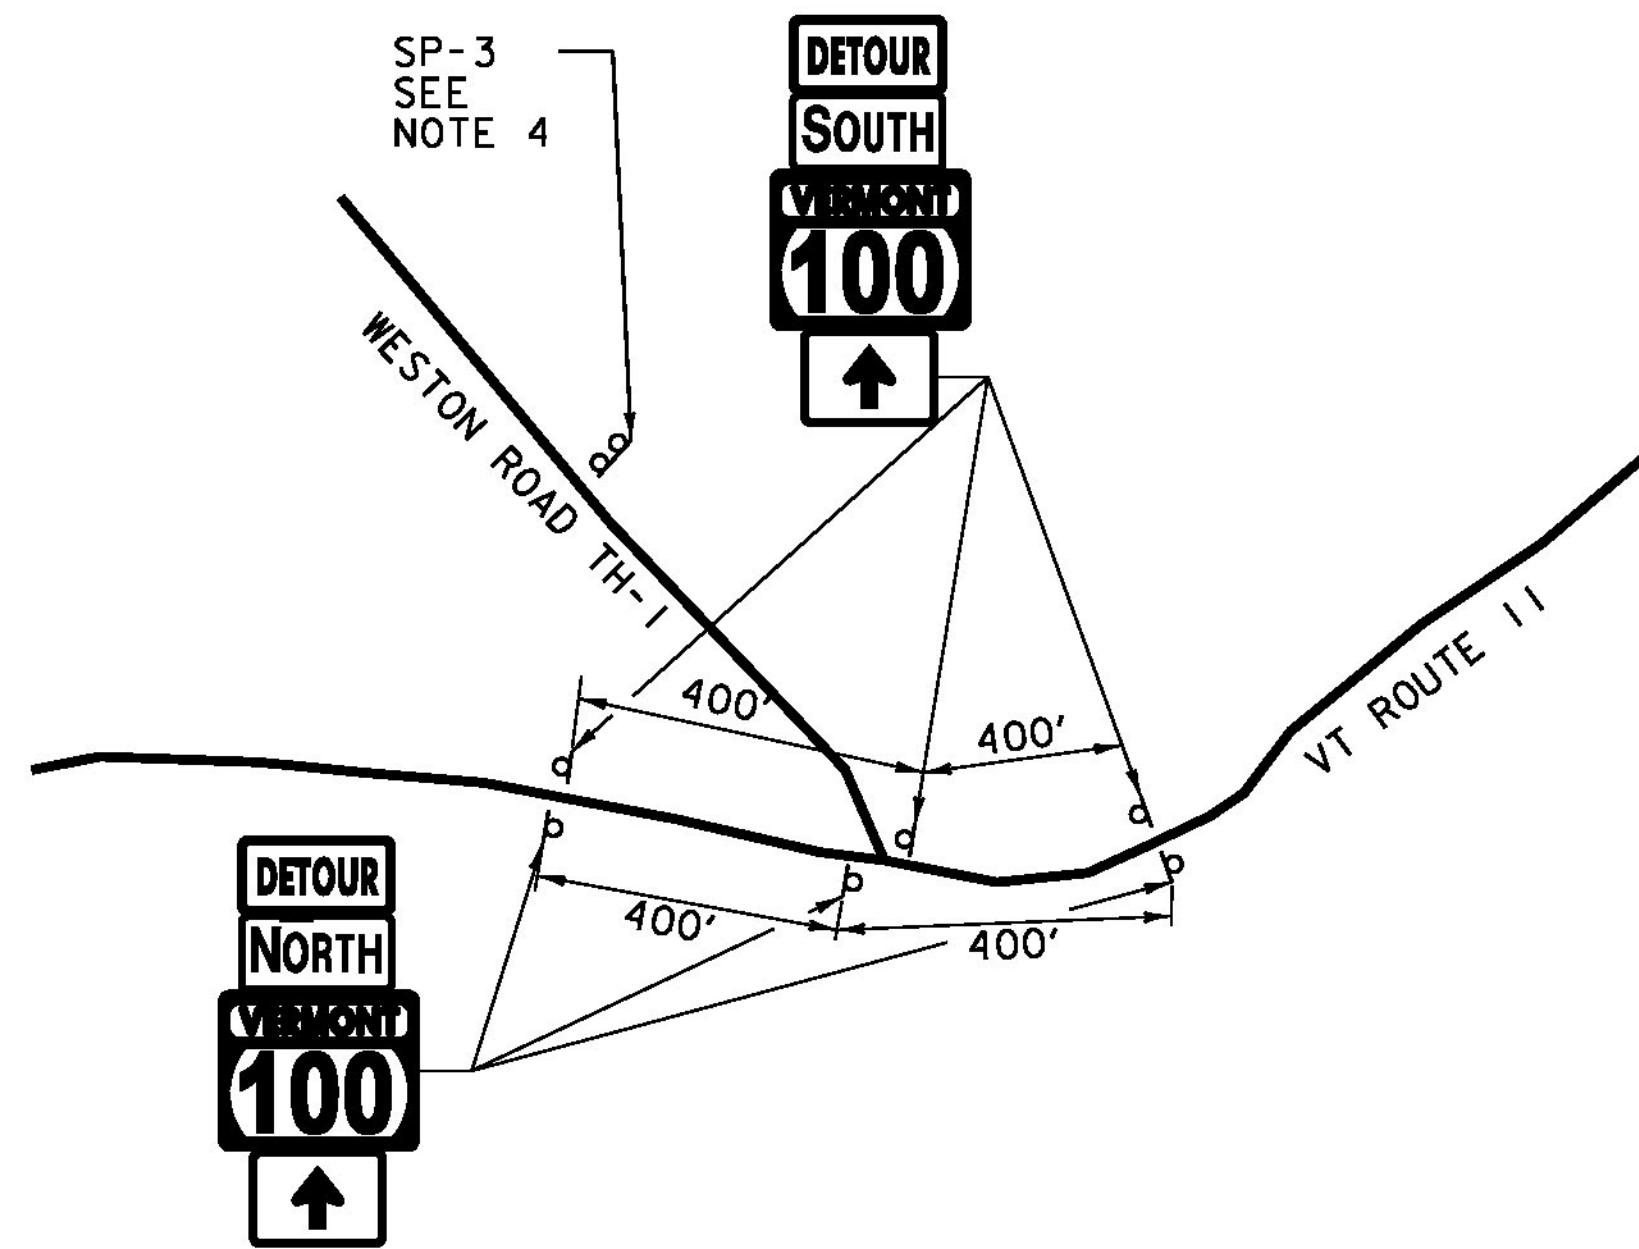 SP-3
SEE
NOTE 4
DETOUR
SOUTH
VERMONT
100
WESTON ROAD TH-1
400'
400'
VT ROUTE 11
400'
400'
DETOUR
NORTH
VERMONT
100